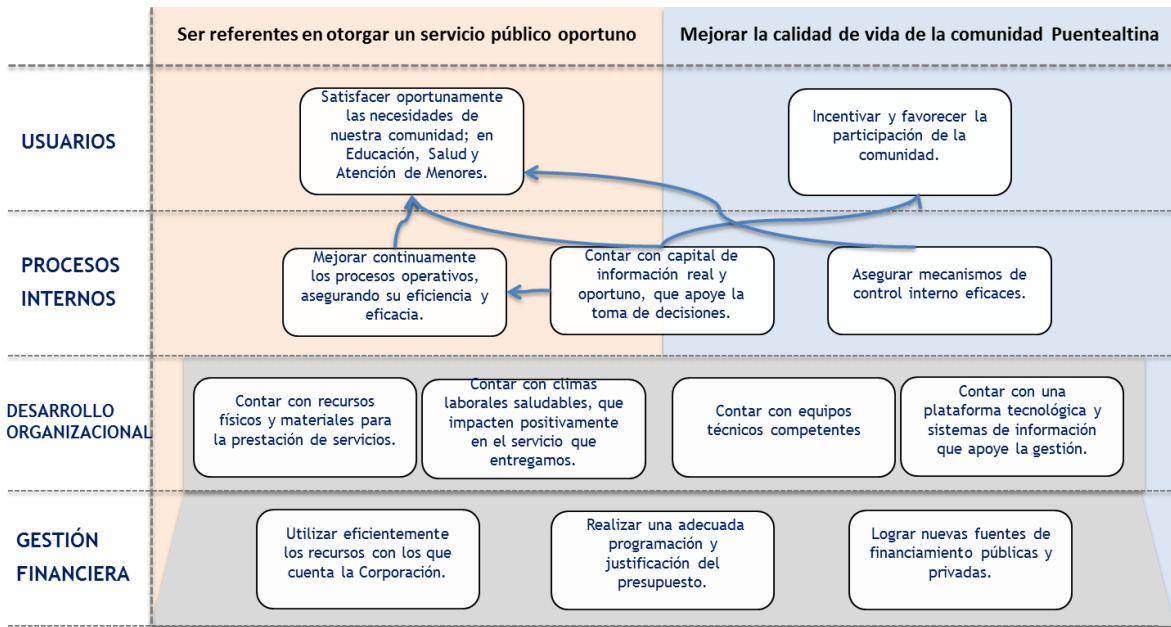 Ser referentes en otorgar un servicio público oportuno
Mejorar la calidad de vida de la comunidad Puentealtina
USUARIOS
Satisfacer oportunamente
las necesidades de
nuestra comunidad; en
Educación, Salud y
Atención de Menores.
Incentivar y favorecer la
participación de la
comunidad.
PROCESOS
INTERNOS
Mejorar continuamente
los procesos operativos,
asegurando su eficiencia y
eficacia.
Contar con capital de
información real y
oportuno, que apoye la
toma de decisiones.
Asegurar mecanismos de
control interno eficaces.
DESARROLLO
ORGANIZACIONAL
Contar con recursos
físicos y materiales para
la prestación de servicios.
Contar con climas
laborales saludables, que
impacten positivamente
en el servicio que
entregamos.
Contar con equipos
técnicos competentes
Contar con una
plataforma tecnológica y
sistemas de información
que apoye la gestión.
GESTIÓN
FINANCIERA
Utilizar eficientemente
los recursos con los que
cuenta la Corporación.
Realizar una adecuada
programación y
justificación del
presupuesto.
Lograr nuevas fuentes de
financiamiento públicas y
privadas.